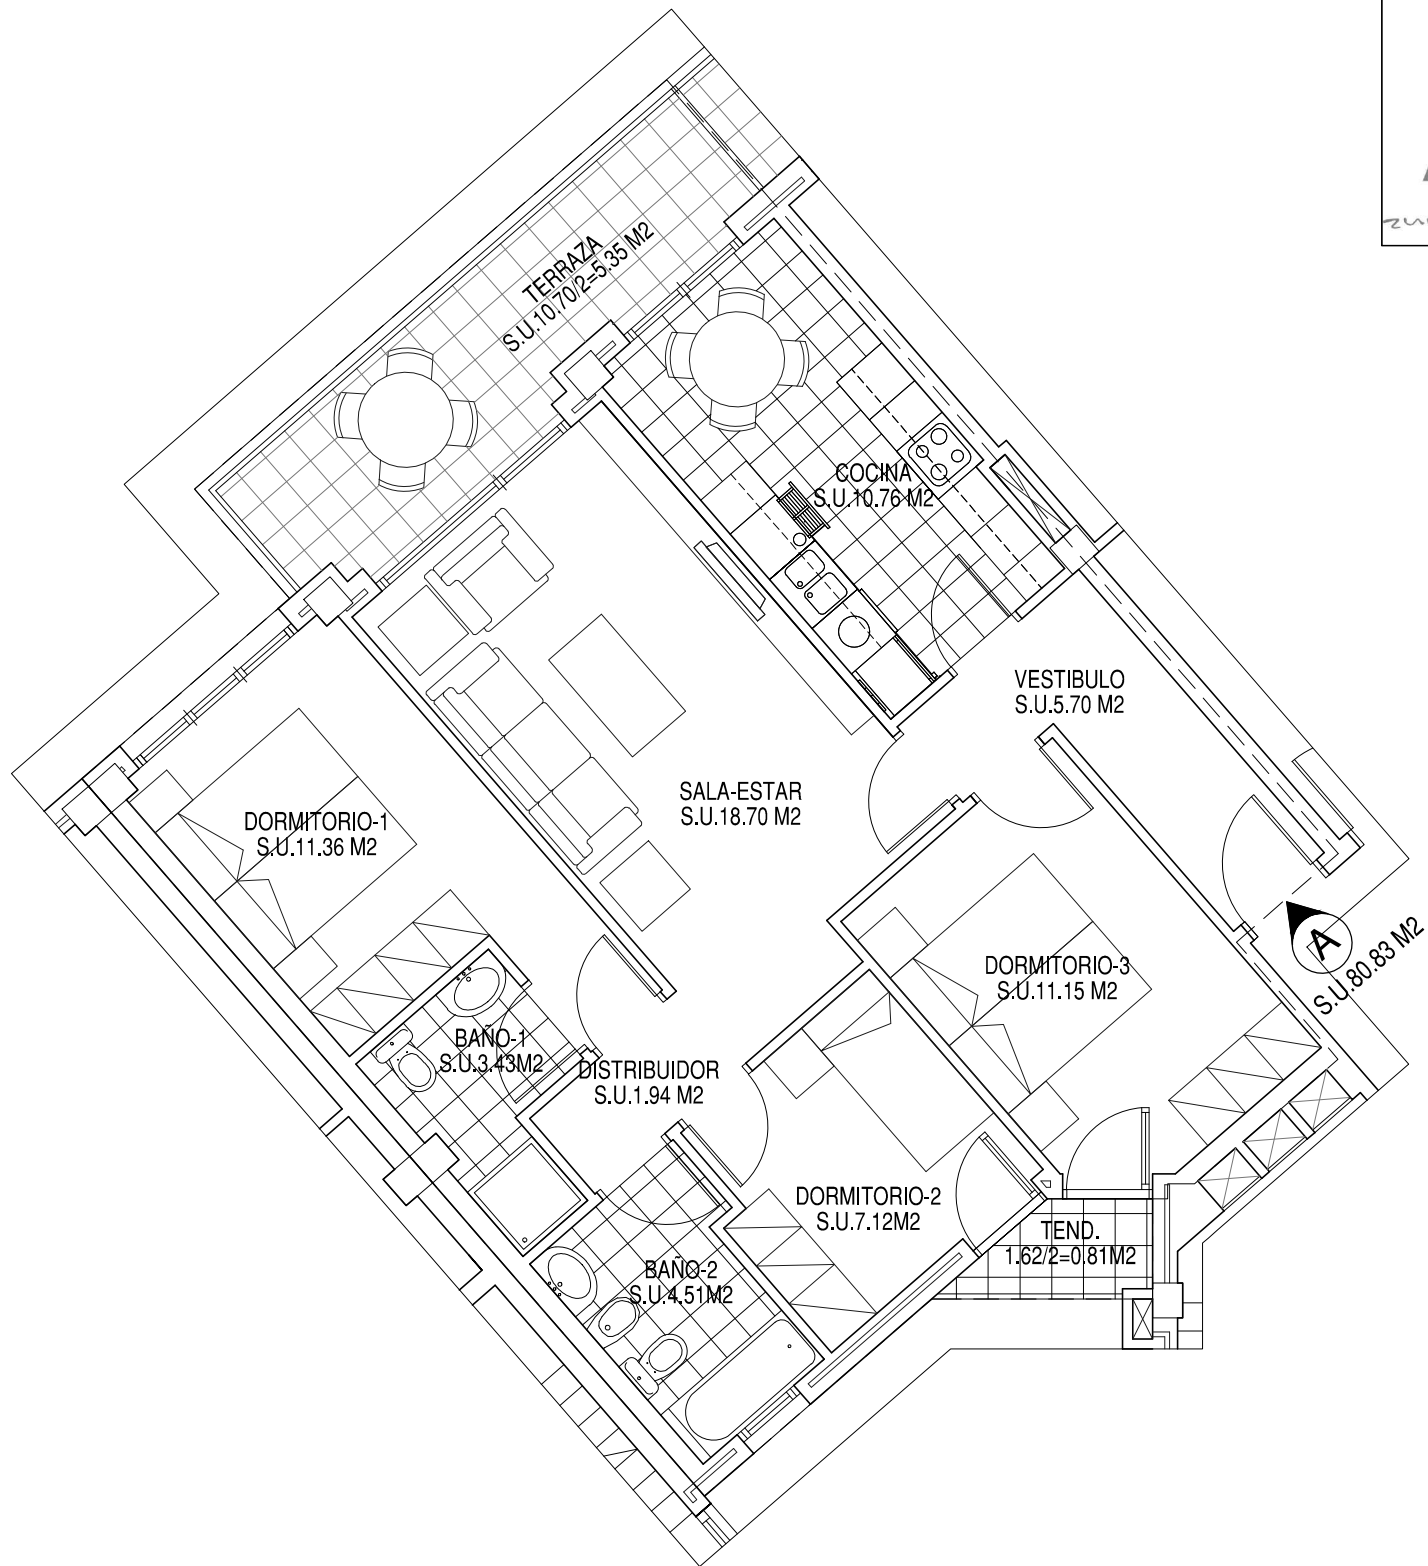 TERRAZA
S.U.10.70/2=5.35 M2
COCINA
S.U.10.76 M2
VESTIBULO
S.U.5.70 M2
SALA-ESTAR
S.U.18.70 M2
DORMITORIO-1
S.U.11.36 M2
DORMITORIO-3
S.U.11.15 M2
A
S.U.80.83 M2
BAÑO-1
S.U.3.43M2
DISTRIBUIDOR
S.U.1.94 M2
DORMITORIO-2
S.U.7.12M2
TEND.
1.62/2=0.81M2
BAÑO-2
S.U.4.51M2